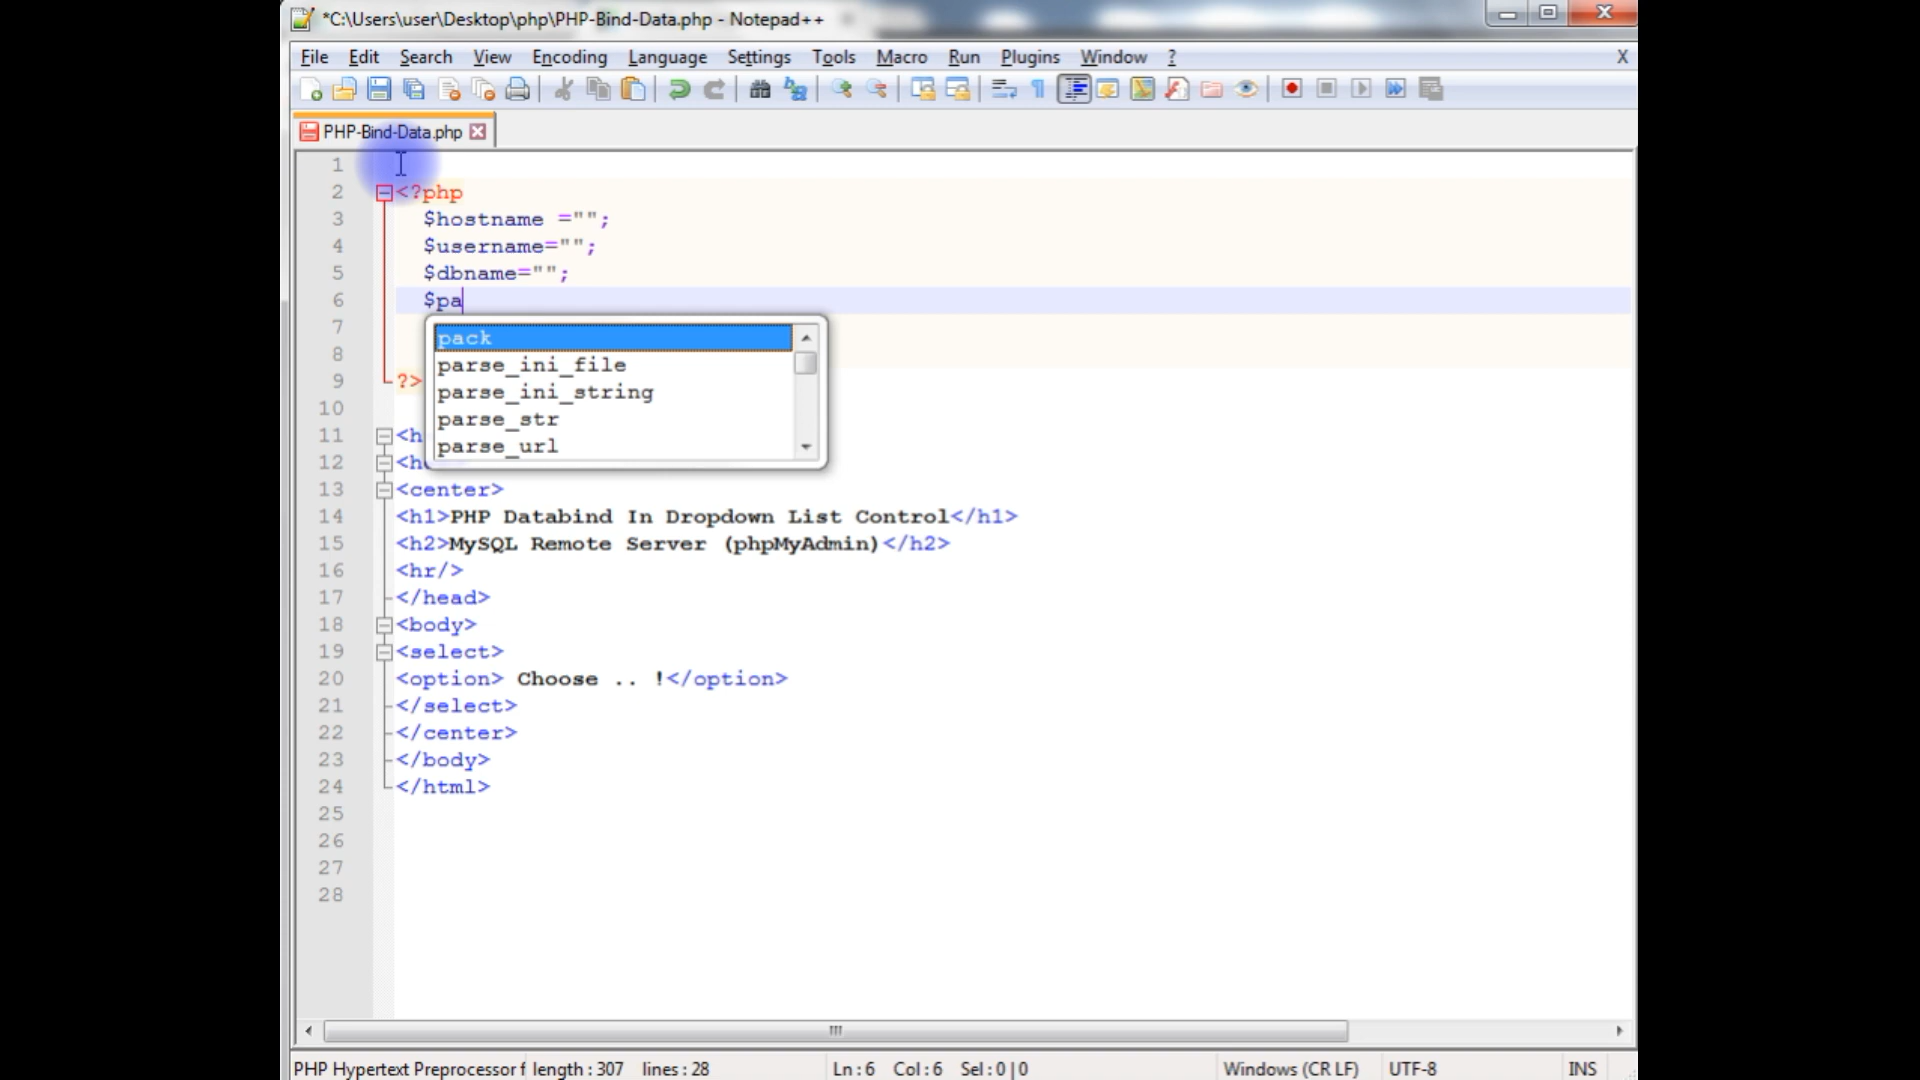 *C:\Users\user\Desktop\php\PHP-Bind-Data.php - Notepad++
File Edit Search View Encoding Language Settings Tools Macro Run Plugins Window ? X
PHP-Bind-Data.php
1
2 <?php
3 $hostname ="";
4 $username="";
5 $dbname="";
6 $pa
7
8
9 ?>
pack
parse_ini_file
parse_ini_string
parse_str
parse_url
10
11 <h
12 <h
13 <center>
14 <h1>PHP Databind In Dropdown List Control</h1>
15 <h2>MySQL Remote Server (phpMyAdmin)</h2>
16 <hr/>
17 </head>
18 <body>
19 <select>
20 <option> Choose .. !</option>
21 </select>
22 </center>
23 </body>
24 </html>
25
26
27
28
PHP Hypertext Preprocessor f length : 307 lines : 28 Ln : 6 Col : 6 Sel : 0 | 0 Windows (CR LF) UTF-8 INS